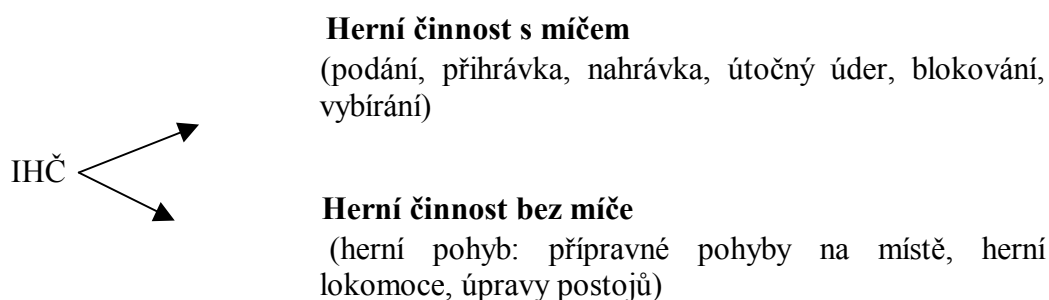 Herní činnost s míčem
(podání, přihrávka, nahrávka, útočný úder, blokování,
vybírání)
IHČ
Herní činnost bez míče
(herní pohyb: přípravné pohyby na místě, herní
lokomoce, úpravy postojů)